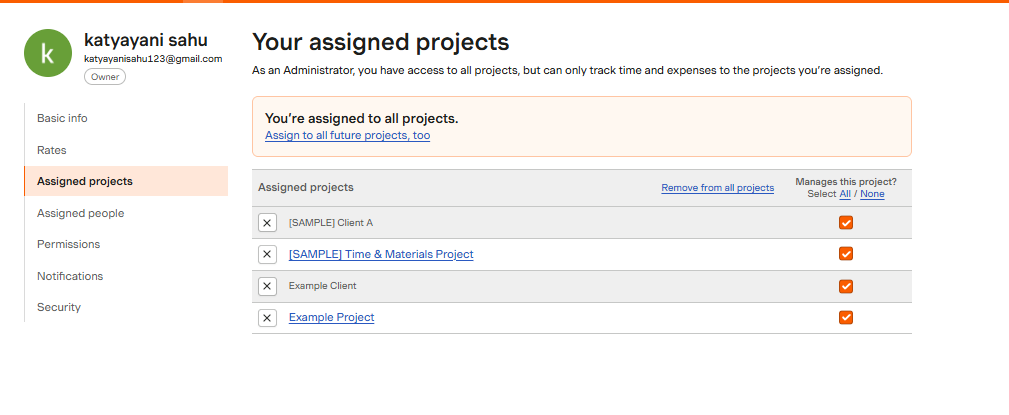 k
katyayani sahu
katyayanisahu123@gmail.com
Owner
Basic info
Rates
Assigned projects
Assigned people
Permissions
Notifications
Security
Your assigned projects
As an Administrator, you have access to all projects, but can only track time and expenses to the projects you’re assigned.
You’re assigned to all projects.
Assign to all future projects, too
Assigned projects
Remove from all projects
Manages this project?
Select All / None
[SAMPLE] Client A
[SAMPLE] Time & Materials Project
Example Client
Example Project